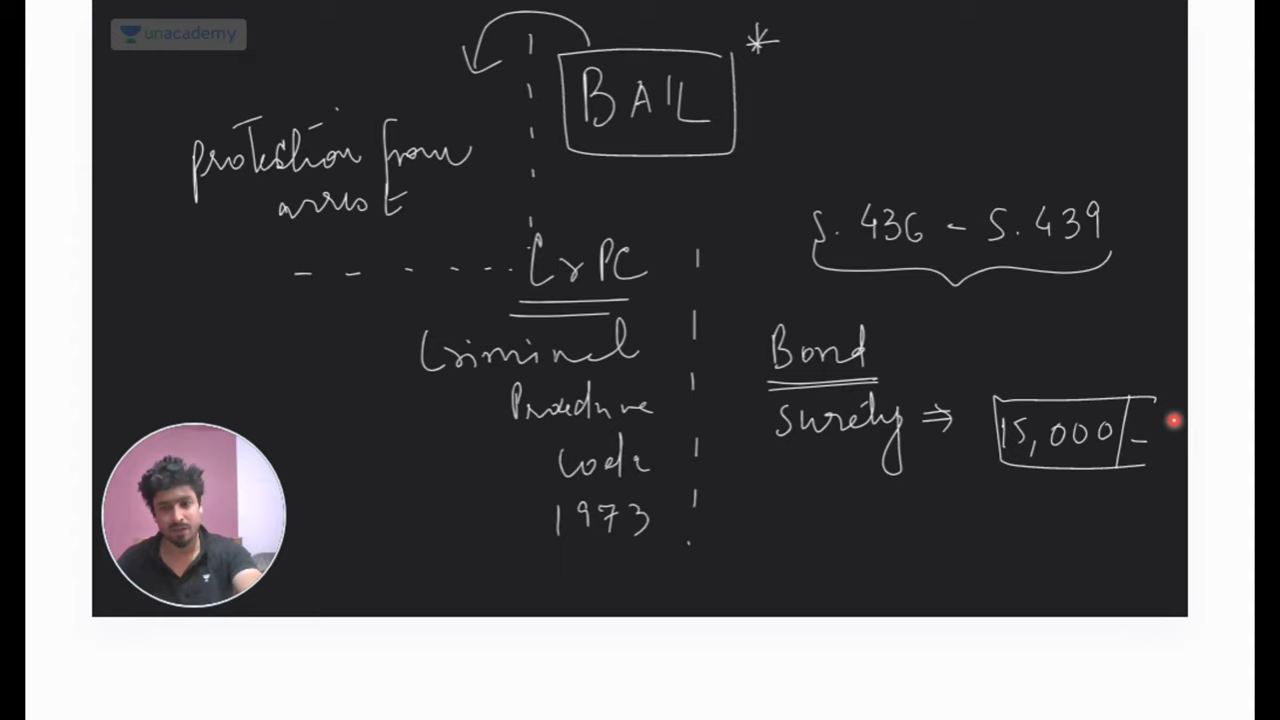 unacademy
BAIL *
protection from
arrest
S. 436 - S. 439
CrPC
Criminal
Procedure
Code
1973
Bond
Surety ⇒ 15,000/-